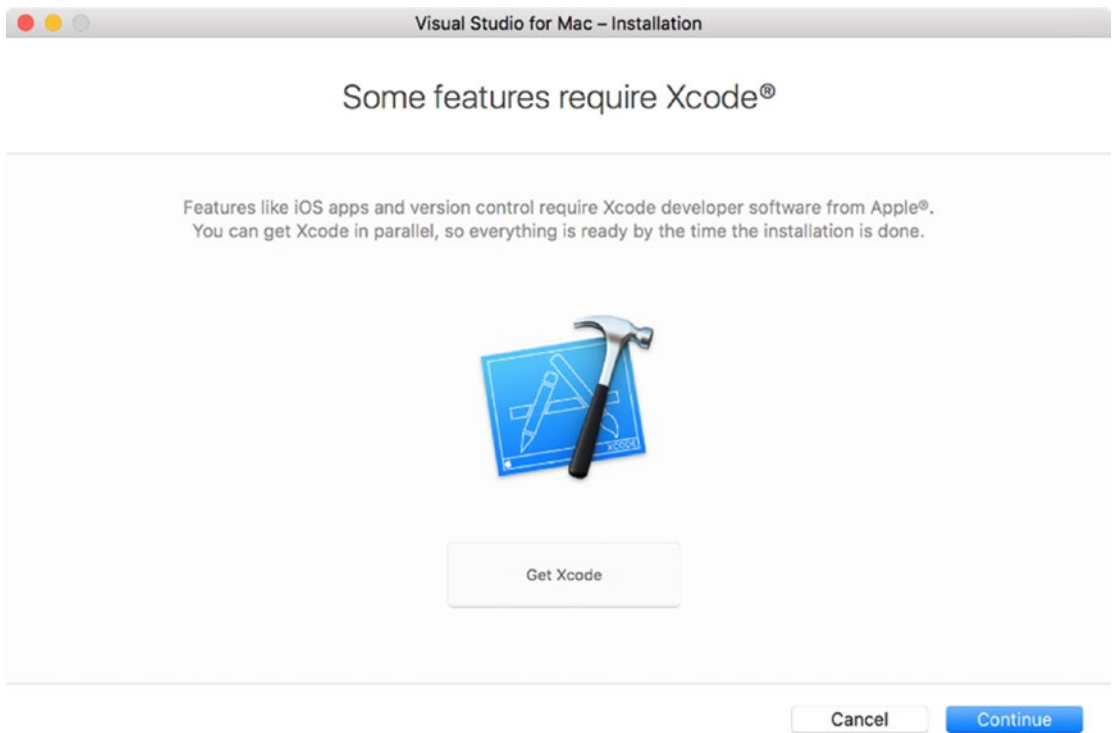 Visual Studio for Mac – Installation
Some features require Xcode®
Features like iOS apps and version control require Xcode developer software from Apple®.
You can get Xcode in parallel, so everything is ready by the time the installation is done.
XCODE
Get Xcode
Cancel
Continue